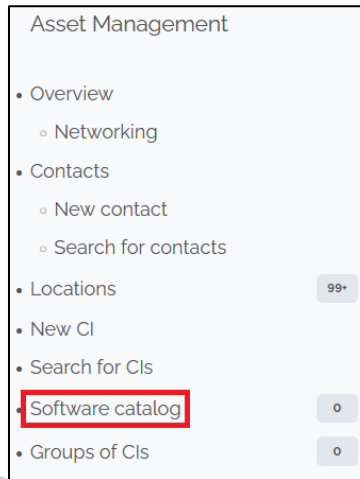 Asset Management
Overview
Networking
Contacts
New contact
Search for contacts
Locations 99+
New CI
Search for CIs
Software catalog 0
Groups of CIs 0